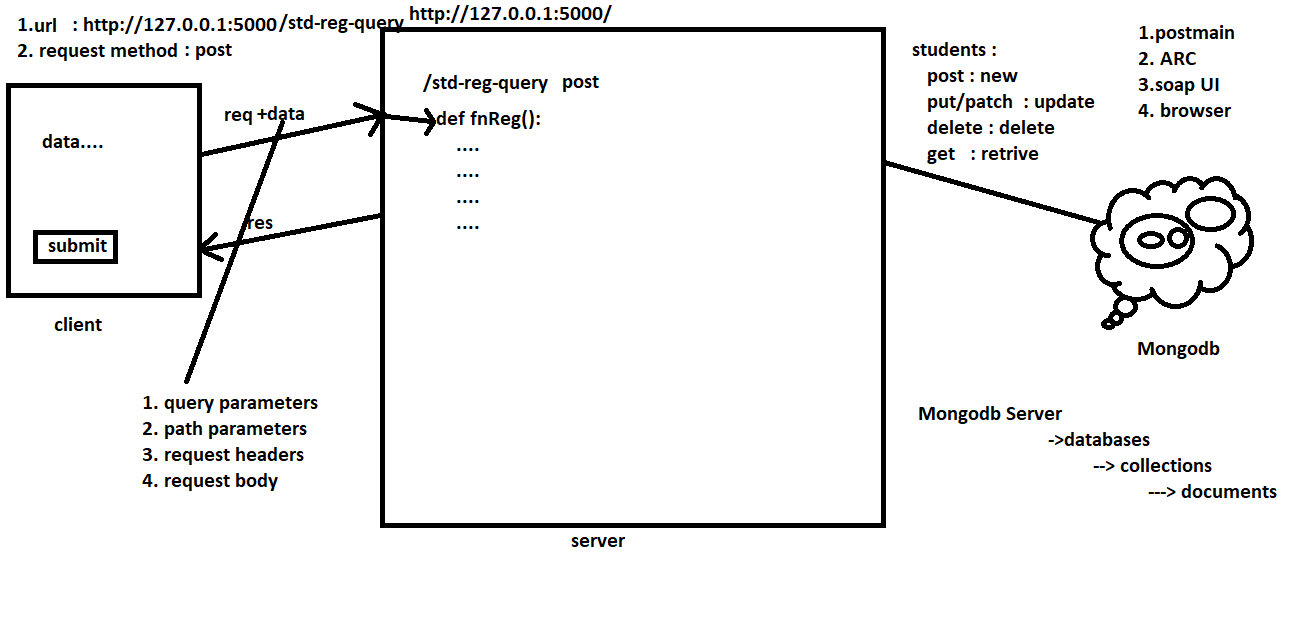 1.url : http://127.0.0.1:5000/std-reg-query
2. request method : post
data....
submit
client
req +data
res
1. query parameters
2. path parameters
3. request headers
4. request body
http://127.0.0.1:5000/
/std-reg-query post
def fnReg():
....
....
....
....
server
students :
post : new
put/patch : update
delete : delete
get : retrive
1.postmain
2. ARC
3.soap UI
4. browser
Mongodb
Mongodb Server
->databases
--> collections
---> documents